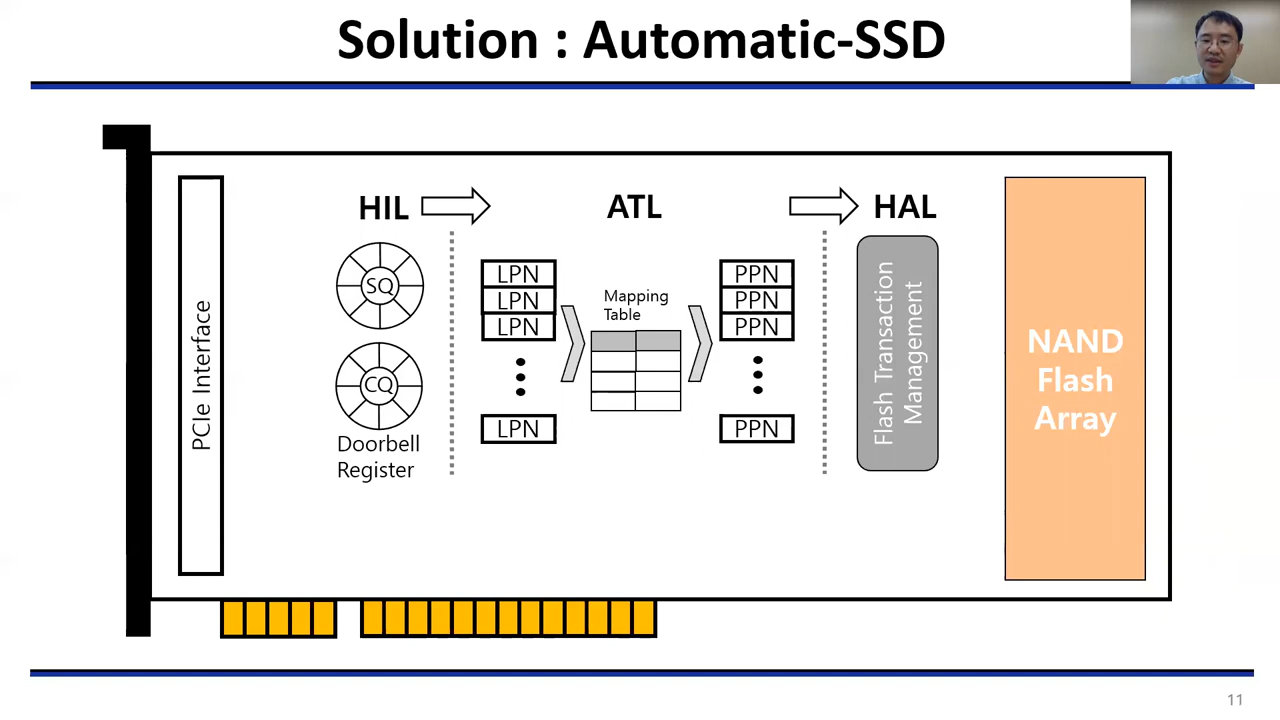 Solution : Automatic-SSD
PCIe Interface
HIL
SQ
CQ
Doorbell
Register
ATL
LPN
LPN
LPN
LPN
Mapping
Table
PPN
PPN
PPN
PPN
HAL
Flash Transaction
Management
NAND
Flash
Array
11